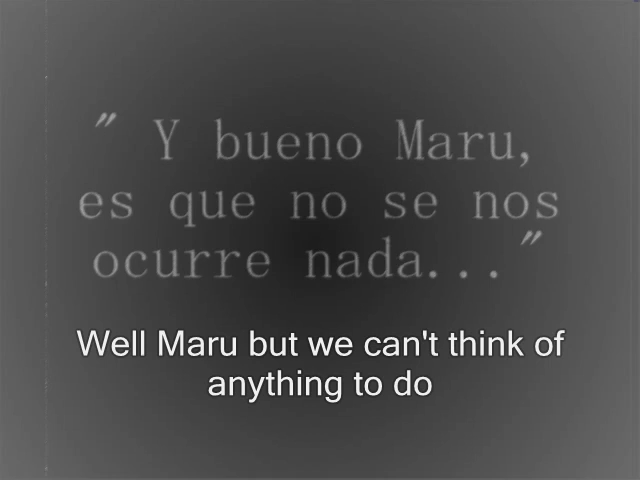 " Y bueno Maru,
es que no se nos
ocurre nada..."
Well Maru but we can't think of
anything to do